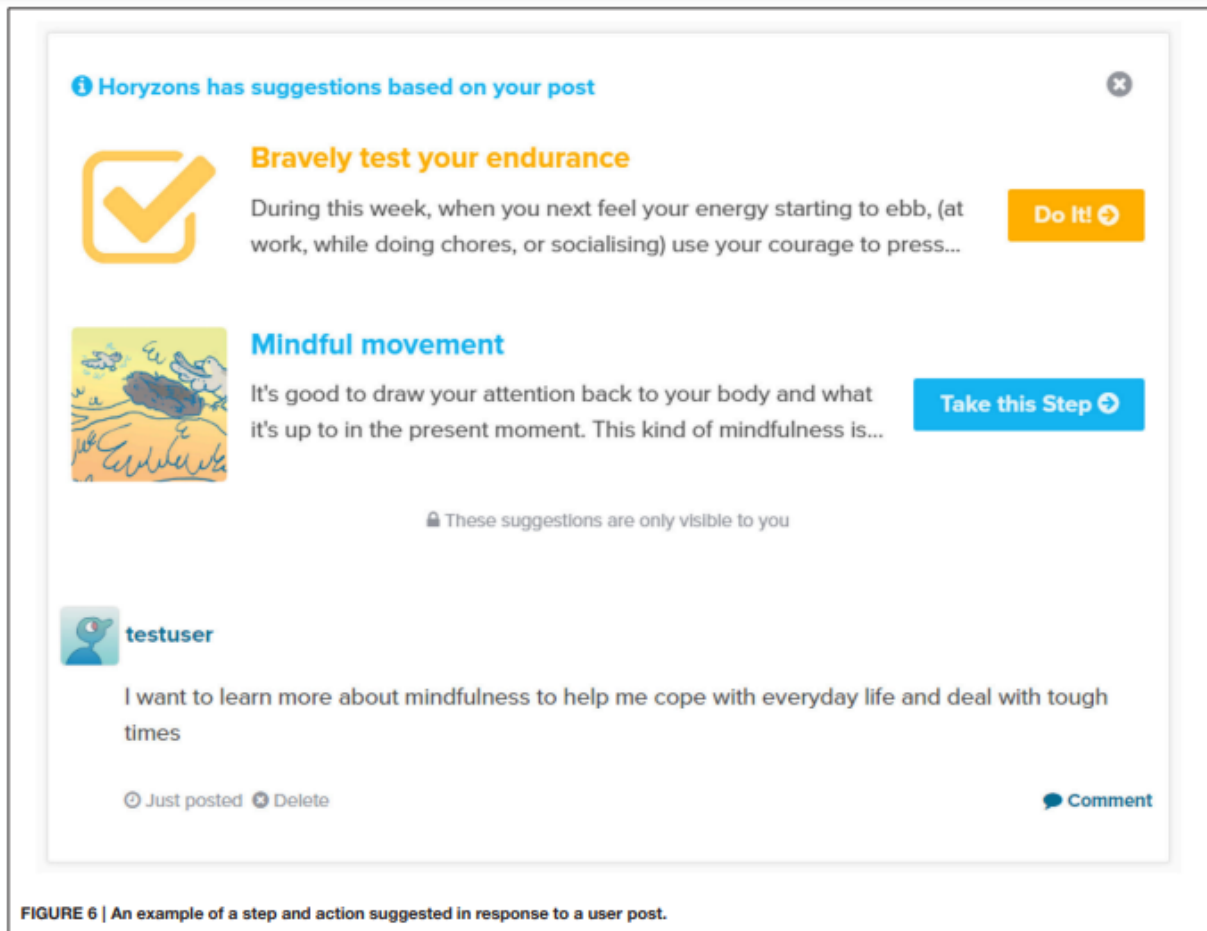 Horyzons has suggestions based on your post
Bravely test your endurance
During this week, when you next feel your energy starting to ebb, (at
work, while doing chores, or socialising) use your courage to press...
Do It!
Mindful movement
It's good to draw your attention back to your body and what
it's up to in the present moment. This kind of mindfulness is...
Take this Step
These suggestions are only visible to you
testuser
I want to learn more about mindfulness to help me cope with everyday life and deal with tough
times
Just posted Delete
Comment
FIGURE 6 | An example of a step and action suggested in response to a user post.